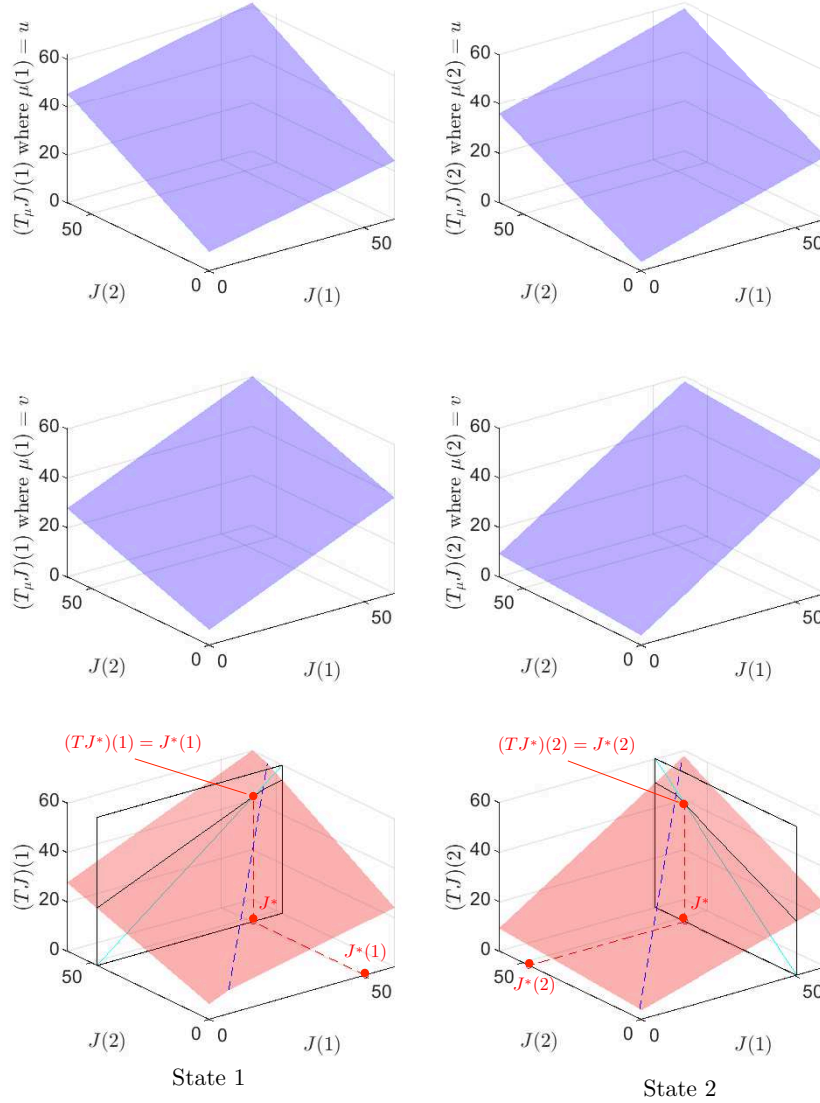 (T_μJ)(1) where μ(1) = u
60
40
20
0
50
0
0
50
J(2)
J(1)
(T_μJ)(2) where μ(2) = u
60
40
20
0
50
0
0
50
J(2)
J(1)
(T_μJ)(1) where μ(1) = v
60
40
20
0
50
0
0
50
J(2)
J(1)
(T_μJ)(2) where μ(2) = v
60
40
20
0
50
0
0
50
J(2)
J(1)
(TJ*)(1) = J*(1)
(TJ)(1)
60
40
20
0
50
0
0
50
J*
J*(1)
J(2)
J(1)
State 1
(TJ*)(2) = J*(2)
(TJ)(2)
60
40
20
0
50
0
0
50
J*
J*(2)
J(2)
J(1)
State 2